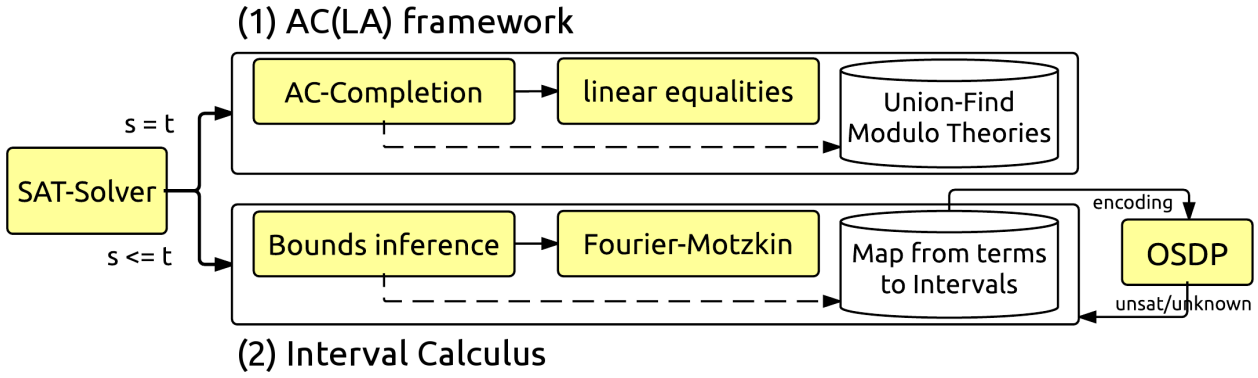 (1) AC(LA) framework
AC-Completion
linear equalities
Union-Find
Modulo Theories
s = t
SAT-Solver
s <= t
Bounds inference
Fourier-Motzkin
Map from terms
to Intervals
encoding
OSDP
unsat/unknown
(2) Interval Calculus